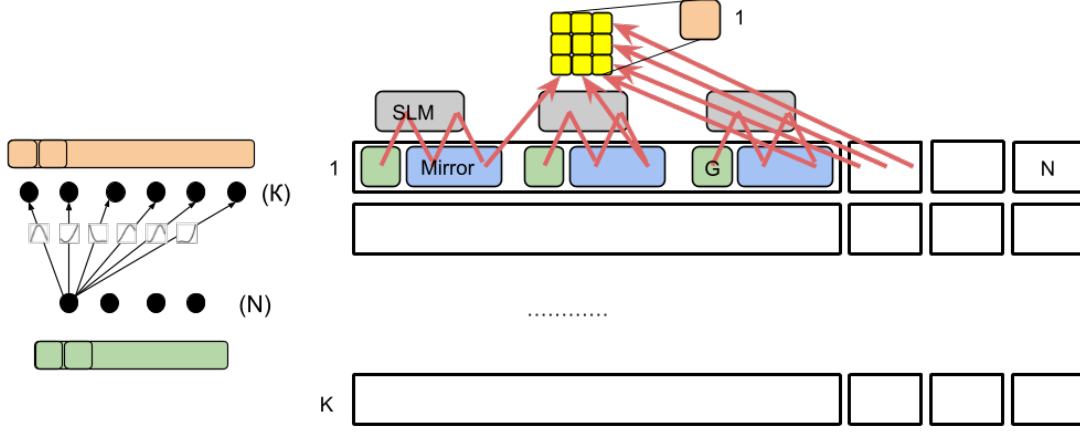 1
SLM
1
Mirror
G
N
(K)
(N)
............
K